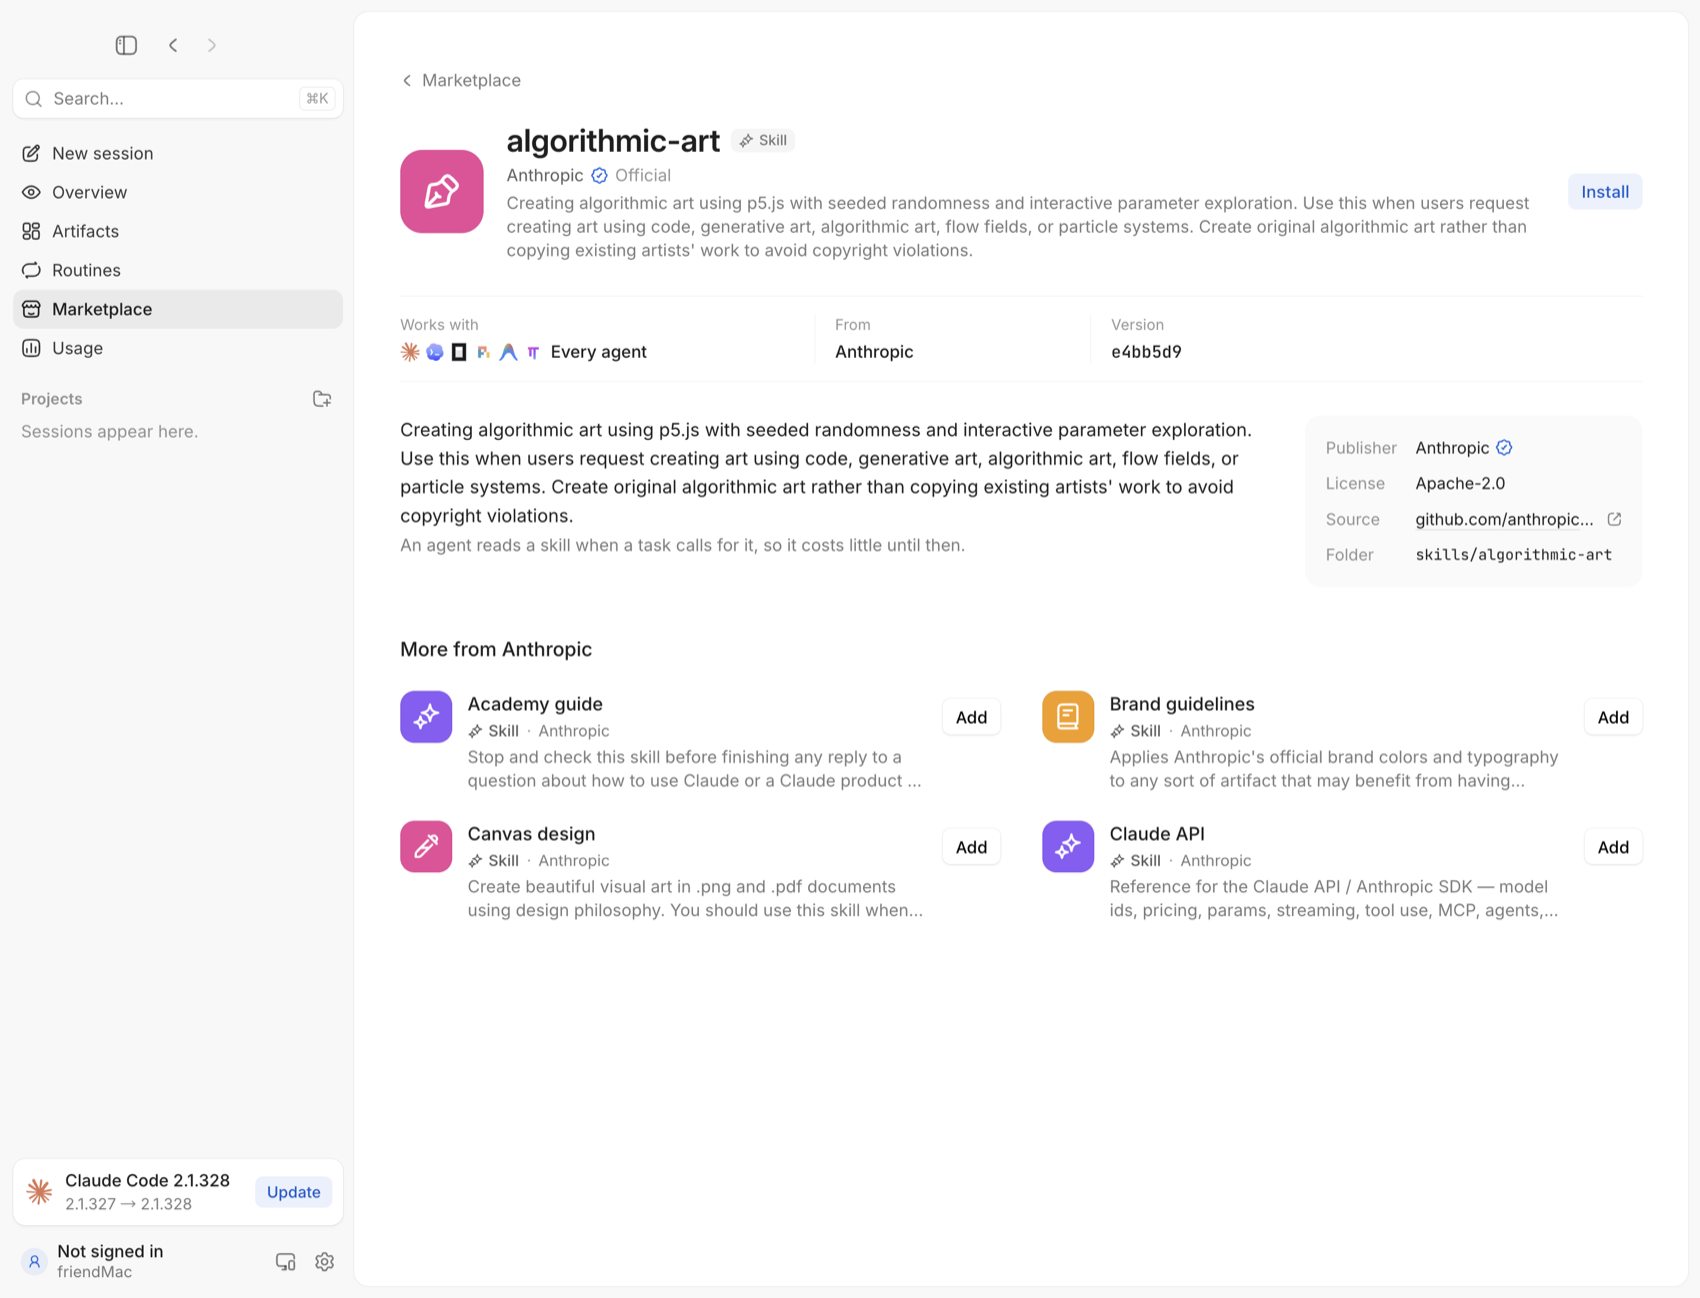 Search...
⌘K
New session
Overview
Artifacts
Routines
Marketplace
Usage
Projects
Sessions appear here.
Claude Code 2.1.328
2.1.327 → 2.1.328
Update
Not signed in
friendMac
Marketplace
algorithmic-art
Skill
Anthropic Official
Creating algorithmic art using p5.js with seeded randomness and interactive parameter exploration. Use this when users request
creating art using code, generative art, algorithmic art, flow fields, or particle systems. Create original algorithmic art rather than
copying existing artists' work to avoid copyright violations.
Install
Works with
Every agent
From
Anthropic
Version
e4bb5d9
Creating algorithmic art using p5.js with seeded randomness and interactive parameter exploration.
Use this when users request creating art using code, generative art, algorithmic art, flow fields, or
particle systems. Create original algorithmic art rather than copying existing artists' work to avoid
copyright violations.
An agent reads a skill when a task calls for it, so it costs little until then.
Publisher Anthropic
License Apache-2.0
Source github.com/anthropic...
Folder skills/algorithmic-art
More from Anthropic
Academy guide
Skill · Anthropic
Stop and check this skill before finishing any reply to a
question about how to use Claude or a Claude product ...
Add
Brand guidelines
Skill · Anthropic
Applies Anthropic's official brand colors and typography
to any sort of artifact that may benefit from having...
Add
Canvas design
Skill · Anthropic
Create beautiful visual art in .png and .pdf documents
using design philosophy. You should use this skill when...
Add
Claude API
Skill · Anthropic
Reference for the Claude API / Anthropic SDK — model
ids, pricing, params, streaming, tool use, MCP, agents,...
Add